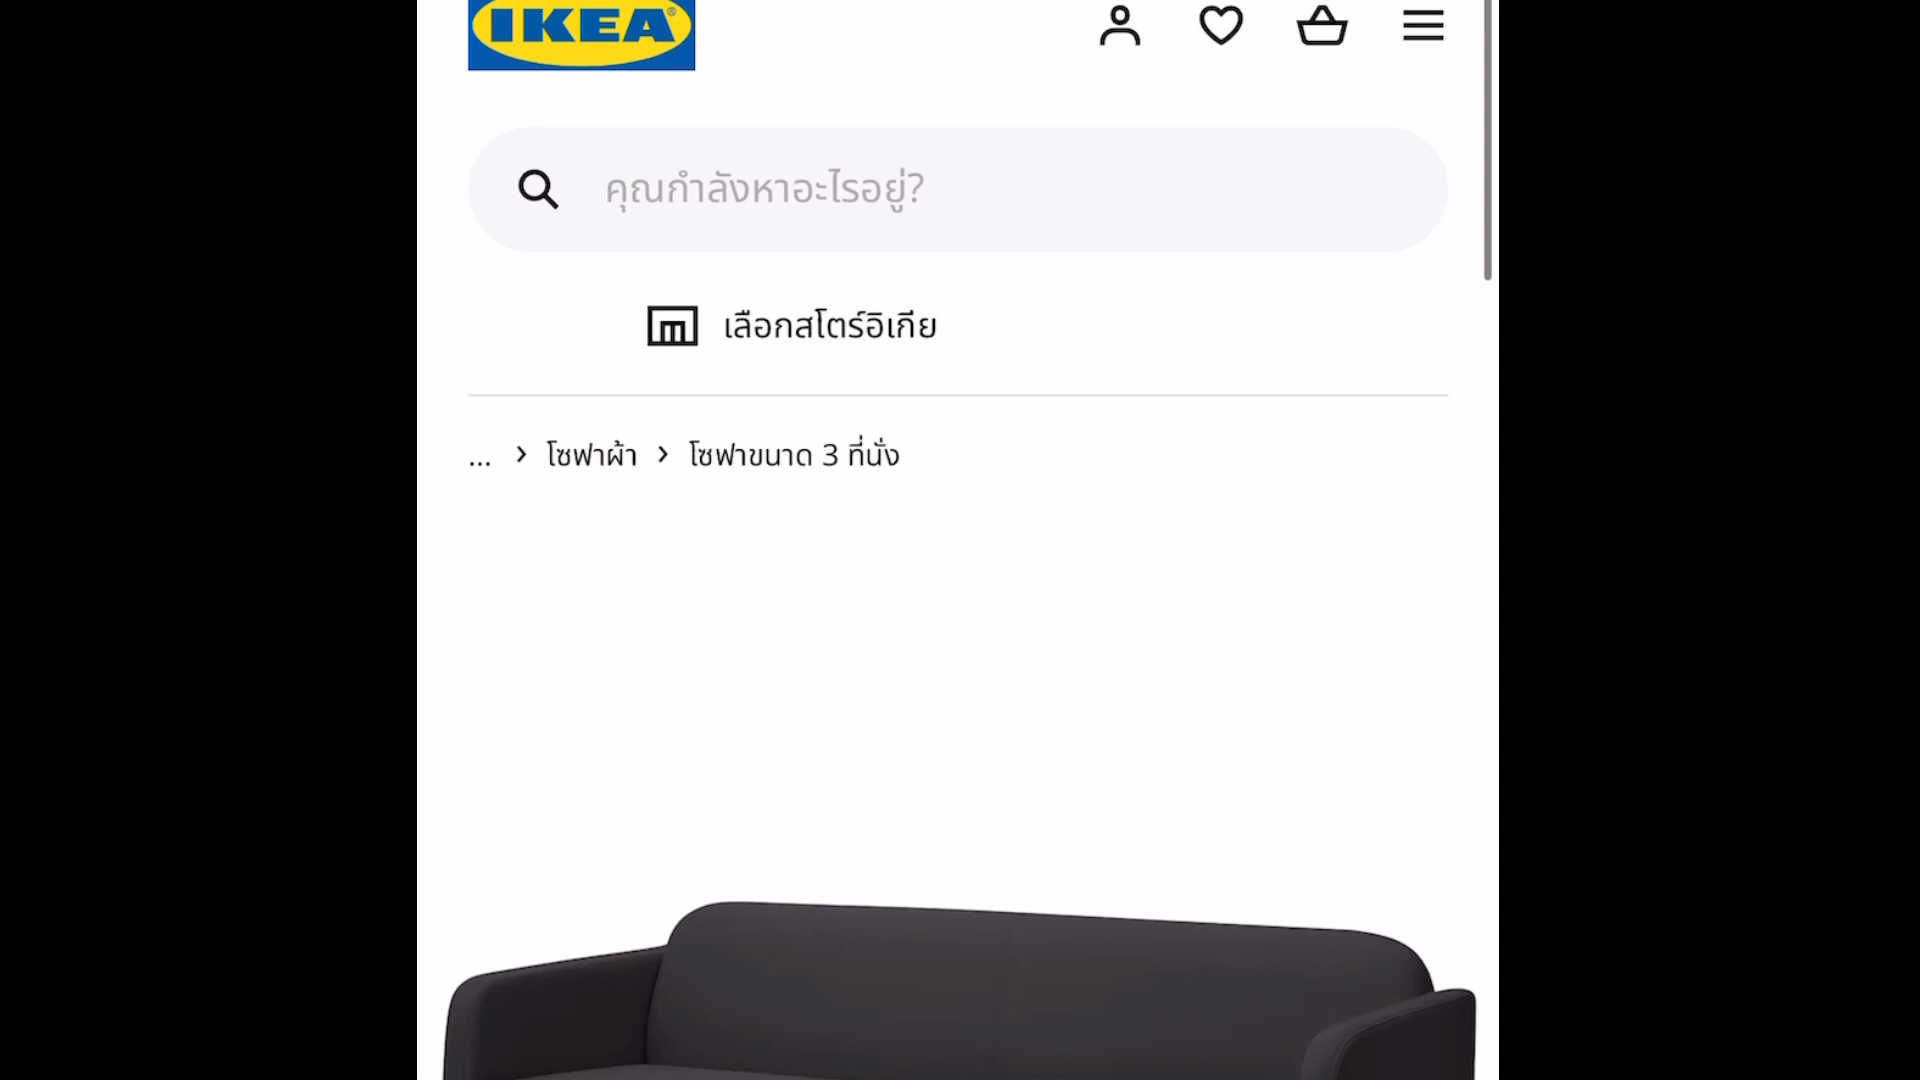 IKEA®
คุณกำลังหาอะไรอยู่?
เลือกสโตร์อิเกีย
... › โซฟาผ้า › โซฟาขนาด 3 ที่นั่ง